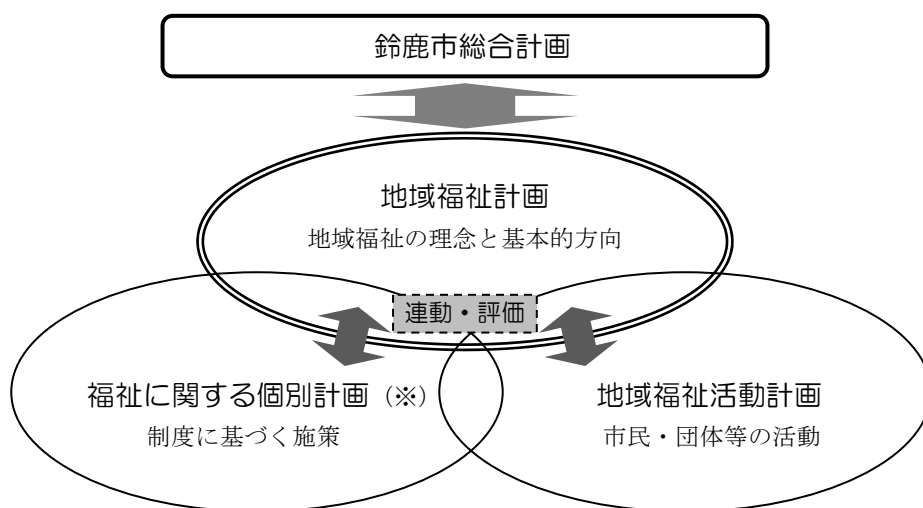 鈴鹿市総合計画
地域福祉計画
地域福祉の理念と基本的方向
連動・評価
福祉に関する個別計画（※）
制度に基づく施策
地域福祉活動計画
市民・団体等の活動